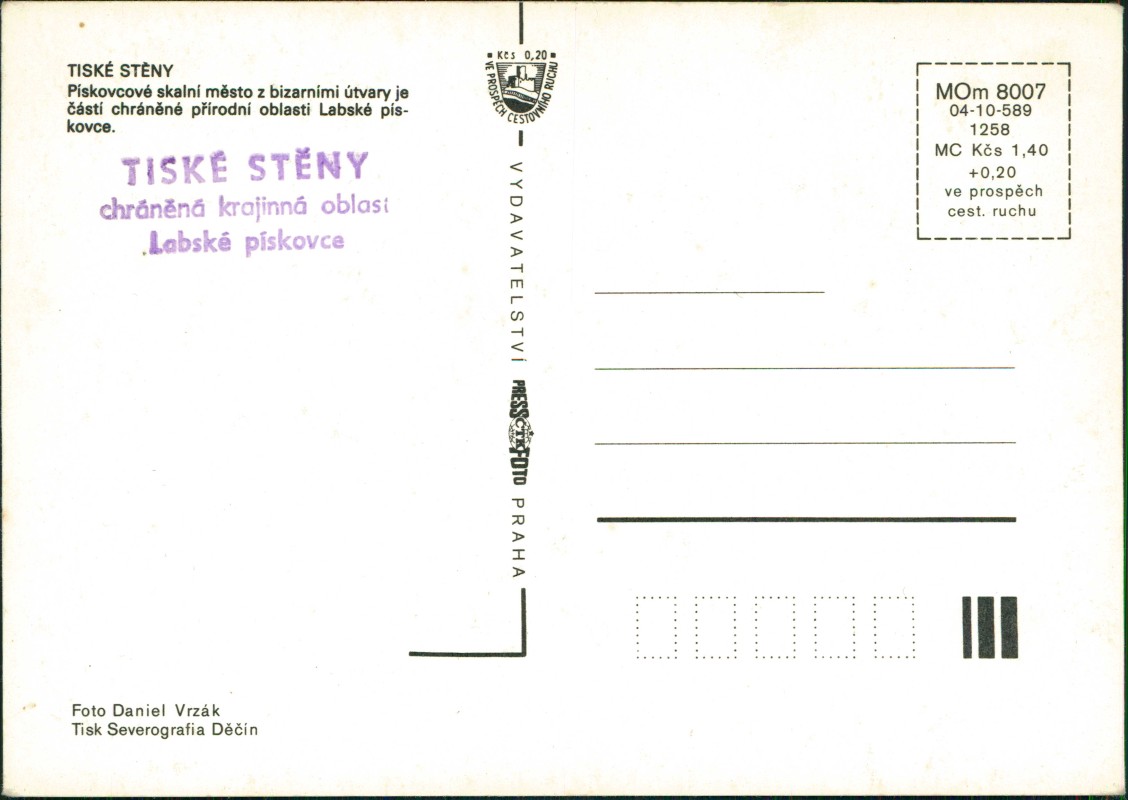 TISKÉ STĚNY
Pískovcové skalní město z bizarními útvary je
částí chráněné přírodní oblasti Labské pís-
kovce.
TISKÉ STĚNY
chráněná krajinná oblast
Labské pískovce
Kčs 0,20
VE PROSPĚCH CESTOVNÍHO RUCHU
VYDAVATELSTVÍ
PRESSFOTO
ČTK
PRAHA
MOm 8007
04-10-589
1258
MC Kčs 1,40
+0,20
ve prospěch
cest. ruchu
Foto Daniel Vrzák
Tisk Severografia Děčín